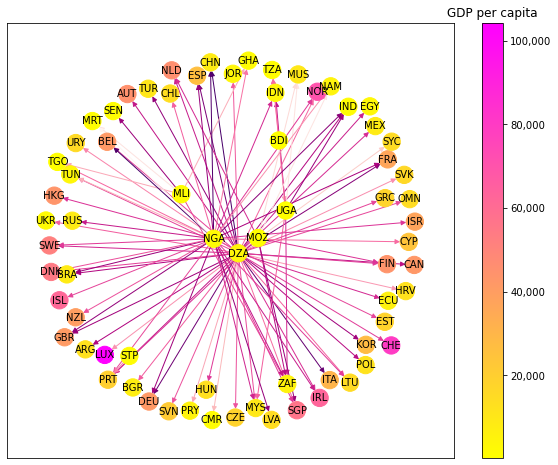 GDP per capita
100,000
80,000
60,000
40,000
20,000
CHN
GHA
NLD
ESP
JOR
TZA
MUS
AUT
TUR
CHL
IDN
NOR
NAM
SEN
IND
EGY
MRT
MEX
URY
BEL
BDI
SYC
TGO
FRA
TUN
SVK
HKG
MLI
GRC
OMN
UKR
RUS
UGA
ISR
SWE
NGA
MOZ
CYP
DZA
DNK
BRA
FIN
CAN
ISL
ECU
HRV
NZL
EST
GBR
ARG
LUX
STP
KOR
CHE
POL
PRT
BGR
HUN
ZAF
ITA
LTU
DEU
SVN
PRY
CMR
CZE
MYS
LVA
SGP
IRL